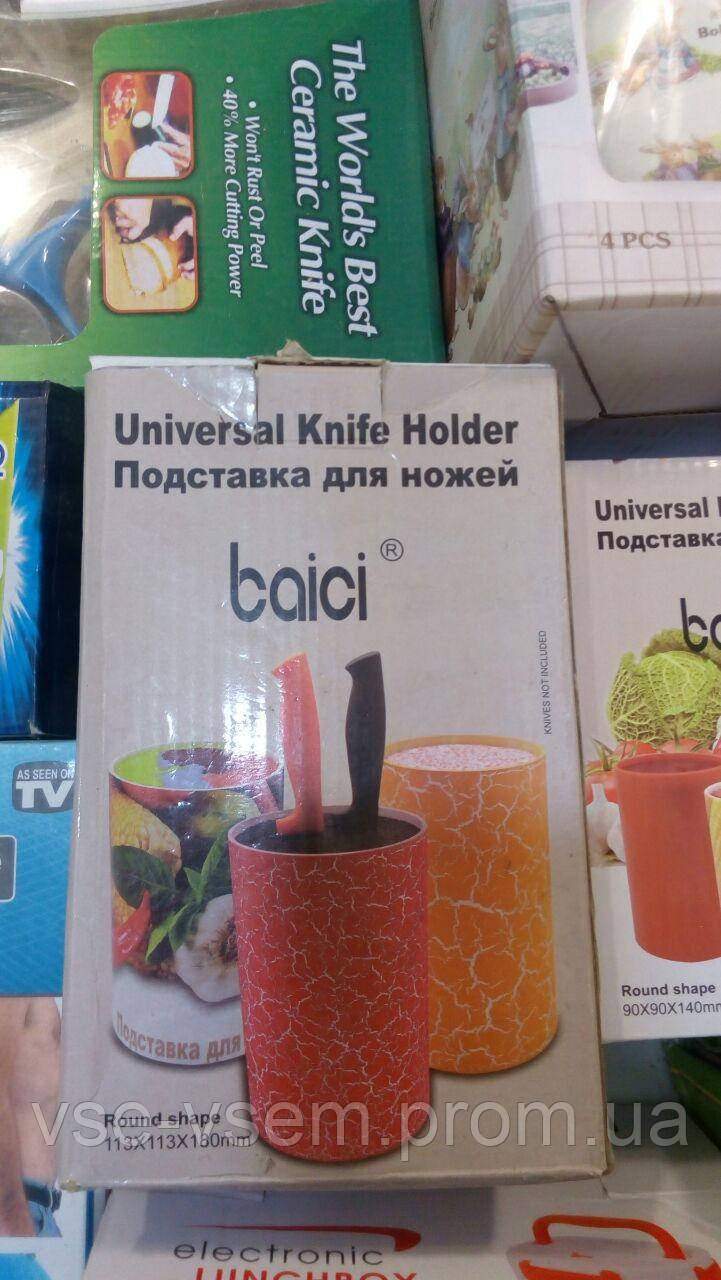 The World's Best
Ceramic Knife
• Won't Rust Or Peel
• 40% More Cutting Power
4 PCS
Universal Knife Holder
Подставка для ножей
baici ®
KNIVES NOT INCLUDED
Universal
Подставка
AS SEEN ON
TV
Подставка для
Round shape
113X113X180mm
Round shape
90X90X140mm
vse-vsem.prom.ua
electronic
LUNCHBOX